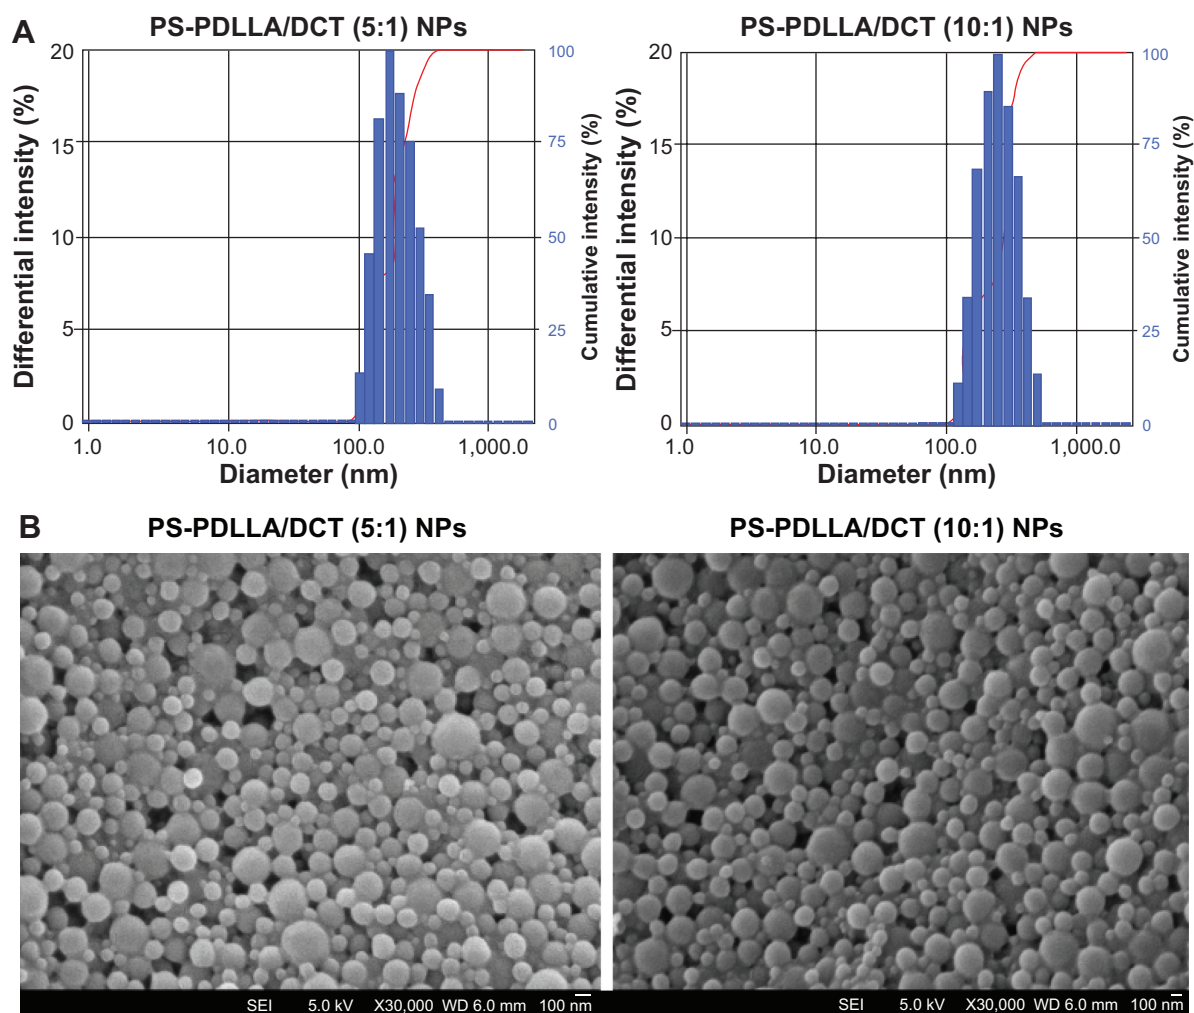 A
PS-PDLLA/DCT (5:1) NPs
PS-PDLLA/DCT (10:1) NPs
Differential intensity (%)
20
15
10
5
0
100
75
50
25
0
Cumulative intensity (%)
1.0
10.0
100.0
1,000.0
Diameter (nm)
Differential intensity (%)
20
15
10
5
0
100
75
50
25
0
Cumulative intensity (%)
1.0
10.0
100.0
1,000.0
Diameter (nm)
B
PS-PDLLA/DCT (5:1) NPs
PS-PDLLA/DCT (10:1) NPs
SEI 5.0 kV X30,000 WD 6.0 mm 100 nm
SEI 5.0 kV X30,000 WD 6.0 mm 100 nm